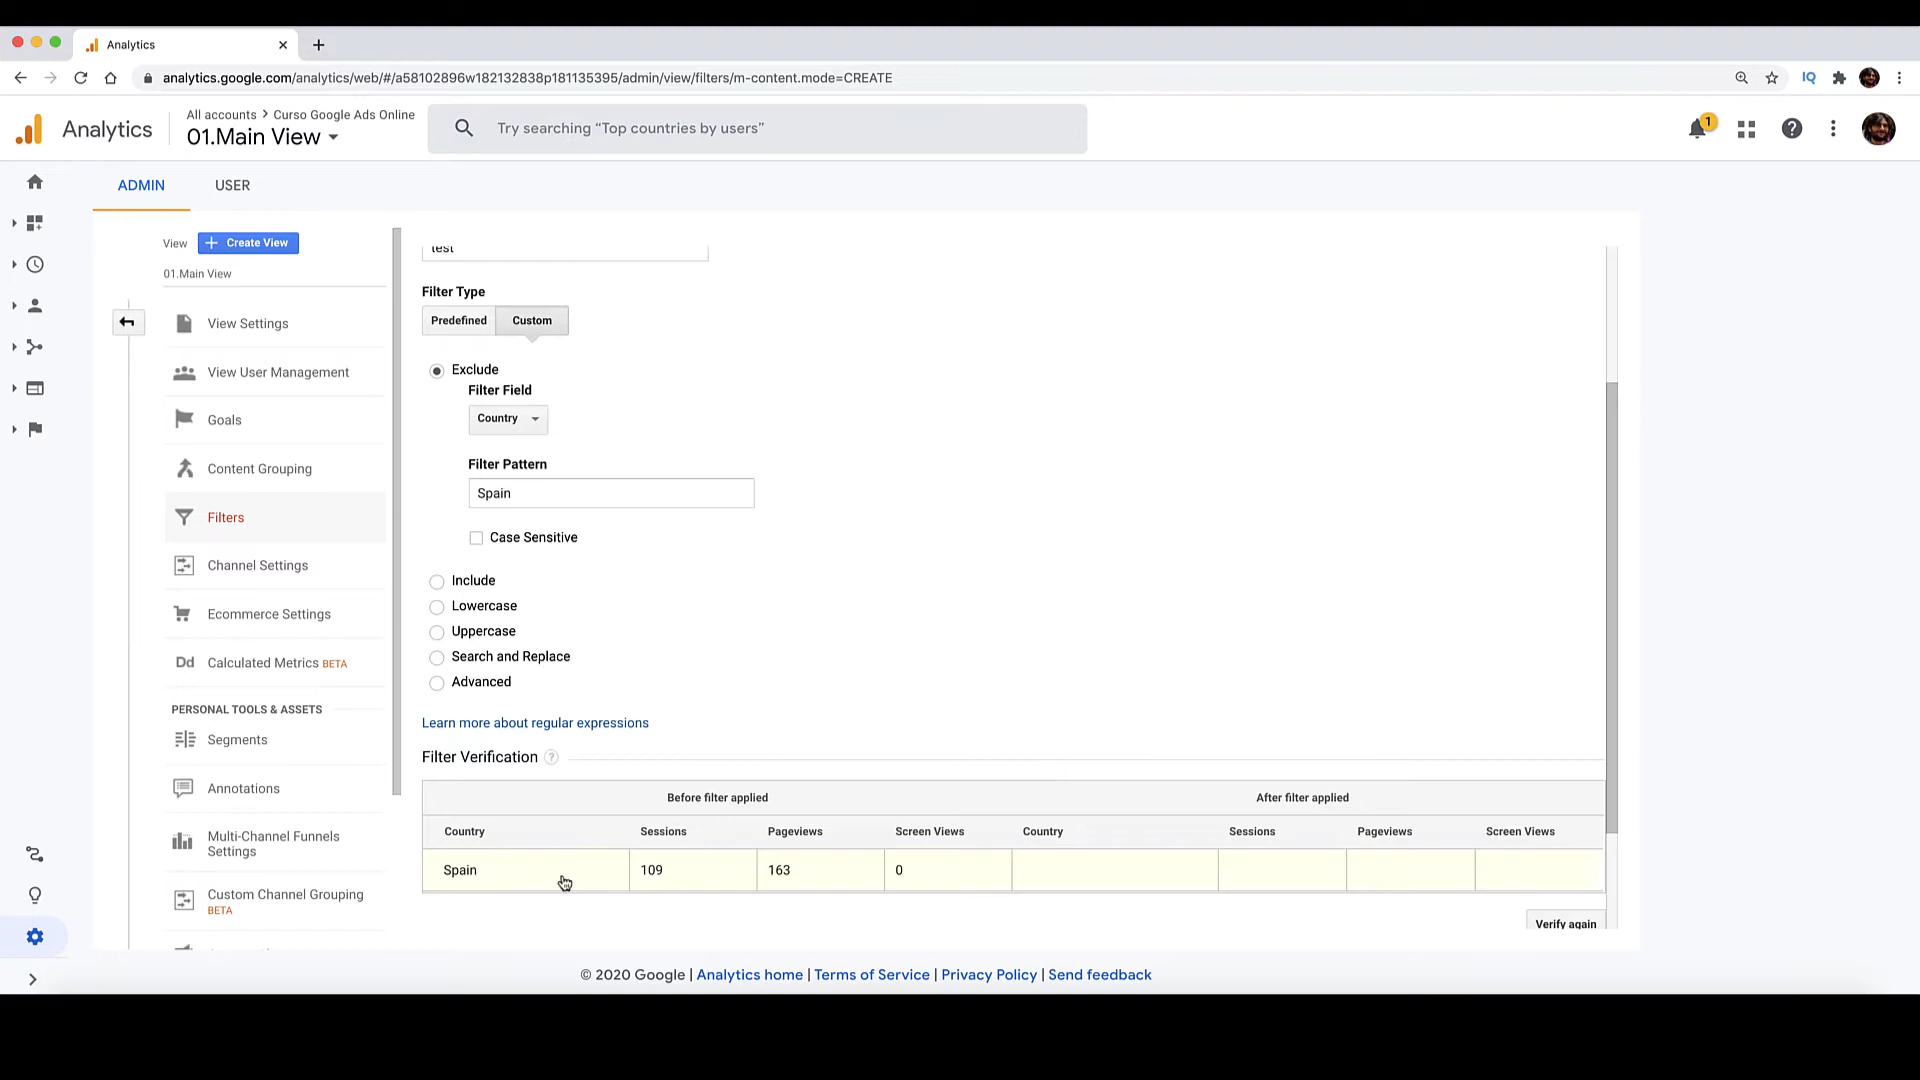 Analytics
analytics.google.com/analytics/web/#/a58102896w182132838p181135395/admin/view/filters/m-content.mode=CREATE
IQ
Analytics
All accounts > Curso Google Ads Online
01.Main View
Try searching “Top countries by users”
1
ADMIN
USER
View
+ Create View
01.Main View
View Settings
View User Management
Goals
Content Grouping
Filters
Channel Settings
Ecommerce Settings
Dd Calculated Metrics BETA
PERSONAL TOOLS & ASSETS
Segments
Annotations
Multi-Channel Funnels
Settings
Custom Channel Grouping
BETA
test
Filter Type
Predefined
Custom
Exclude
Filter Field
Country
Filter Pattern
Spain
Case Sensitive
Include
Lowercase
Uppercase
Search and Replace
Advanced
Learn more about regular expressions
Filter Verification ?
Before filter applied After filter applied
Country Sessions Pageviews Screen Views Country Sessions Pageviews Screen Views
Spain 109 163 0
Verify again
© 2020 Google | Analytics home | Terms of Service | Privacy Policy | Send feedback